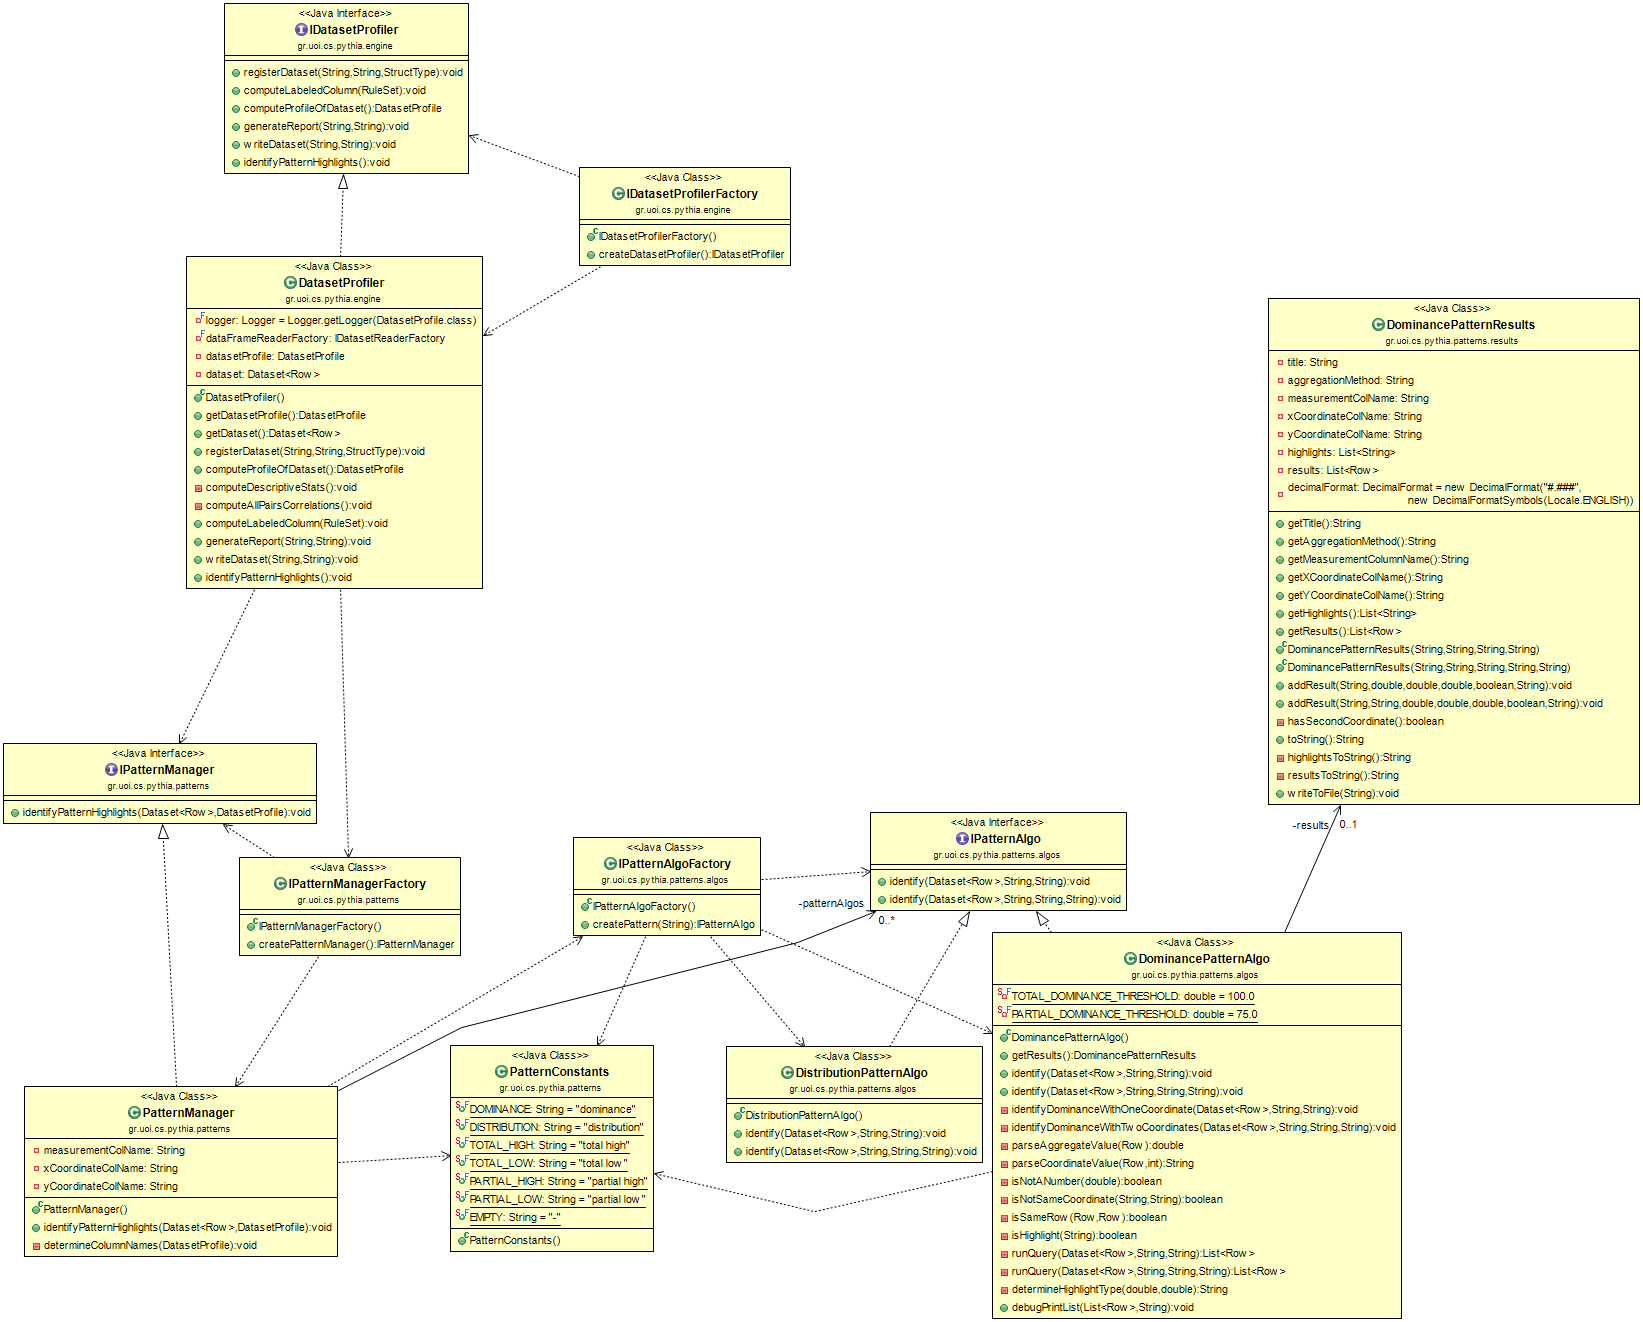 <<Java Interface>>
IDatasetProfiler
gr.uoi.cs.pythia.engine
registerDataset(String,String,StructType):void
computeLabeledColumn(RuleSet):void
computeProfileOfDataset():DatasetProfile
generateReport(String,String):void
writeDataset(String,String):void
identifyPatternHighlights():void
<<Java Class>>
IDatasetProfilerFactory
gr.uoi.cs.pythia.engine
IDatasetProfilerFactory()
createDatasetProfiler():IDatasetProfiler
<<Java Class>>
DatasetProfiler
gr.uoi.cs.pythia.engine
logger: Logger = Logger.getLogger(DatasetProfile.class)
dataFrameReaderFactory: IDatasetReaderFactory
datasetProfile: DatasetProfile
dataset: Dataset<Row>
DatasetProfiler()
getDatasetProfile():DatasetProfile
getDataset():Dataset<Row>
registerDataset(String,String,StructType):void
computeProfileOfDataset():DatasetProfile
computeDescriptiveStats():void
computeAllPairsCorrelations():void
computeLabeledColumn(RuleSet):void
generateReport(String,String):void
writeDataset(String,String):void
identifyPatternHighlights():void
<<Java Class>>
DominancePatternResults
gr.uoi.cs.pythia.patterns.results
title: String
aggregationMethod: String
measurementColName: String
xCoordinateColName: String
yCoordinateColName: String
highlights: List<String>
results: List<Row>
decimalFormat: DecimalFormat = new DecimalFormat("#.###",
new DecimalFormatSymbols(Locale.ENGLISH))
getTitle():String
getAggregationMethod():String
getMeasurementColumnName():String
getXCoordinateColName():String
getYCoordinateColName():String
getHighlights():List<String>
getResults():List<Row>
DominancePatternResults(String,String,String,String)
DominancePatternResults(String,String,String,String,String)
addResult(String,double,double,double,boolean,String):void
addResult(String,String,double,double,double,boolean,String):void
hasSecondCoordinate():boolean
toString():String
highlightsToString():String
resultsToString():String
writeToFile(String):void
-results
0..1
<<Java Interface>>
IPatternManager
gr.uoi.cs.pythia.patterns
identifyPatternHighlights(Dataset<Row>,DatasetProfile):void
<<Java Class>>
IPatternManagerFactory
gr.uoi.cs.pythia.patterns
IPatternManagerFactory()
createPatternManager():IPatternManager
<<Java Class>>
IPatternAlgoFactory
gr.uoi.cs.pythia.patterns.algos
IPatternAlgoFactory()
createPattern(String):IPatternAlgo
<<Java Interface>>
IPatternAlgo
gr.uoi.cs.pythia.patterns.algos
identify(Dataset<Row>,String,String):void
identify(Dataset<Row>,String,String,String):void
-patternAlgos
0..*
<<Java Class>>
DominancePatternAlgo
gr.uoi.cs.pythia.patterns.algos
TOTAL_DOMINANCE_THRESHOLD: double = 100.0
PARTIAL_DOMINANCE_THRESHOLD: double = 75.0
DominancePatternAlgo()
getResults():DominancePatternResults
identify(Dataset<Row>,String,String):void
identify(Dataset<Row>,String,String,String):void
identifyDominanceWithOneCoordinate(Dataset<Row>,String,String):void
identifyDominanceWithTwoCoordinates(Dataset<Row>,String,String,String):void
parseAggregateValue(Row):double
parseCoordinateValue(Row,int):String
isNotANumber(double):boolean
isNotSameCoordinate(String,String):boolean
isSameRow(Row,Row):boolean
isHighlight(String):boolean
runQuery(Dataset<Row>,String,String):List<Row>
runQuery(Dataset<Row>,String,String,String):List<Row>
determineHighlightType(double,double):String
debugPrintList(List<Row>,String):void
<<Java Class>>
PatternManager
gr.uoi.cs.pythia.patterns
measurementColName: String
xCoordinateColName: String
yCoordinateColName: String
PatternManager()
identifyPatternHighlights(Dataset<Row>,DatasetProfile):void
determineColumnNames(DatasetProfile):void
<<Java Class>>
PatternConstants
gr.uoi.cs.pythia.patterns
DOMINANCE: String = "dominance"
DISTRIBUTION: String = "distribution"
TOTAL_HIGH: String = "total high"
TOTAL_LOW: String = "total low"
PARTIAL_HIGH: String = "partial high"
PARTIAL_LOW: String = "partial low"
EMPTY: String = "-"
PatternConstants()
<<Java Class>>
DistributionPatternAlgo
gr.uoi.cs.pythia.patterns.algos
DistributionPatternAlgo()
identify(Dataset<Row>,String,String):void
identify(Dataset<Row>,String,String,String):void